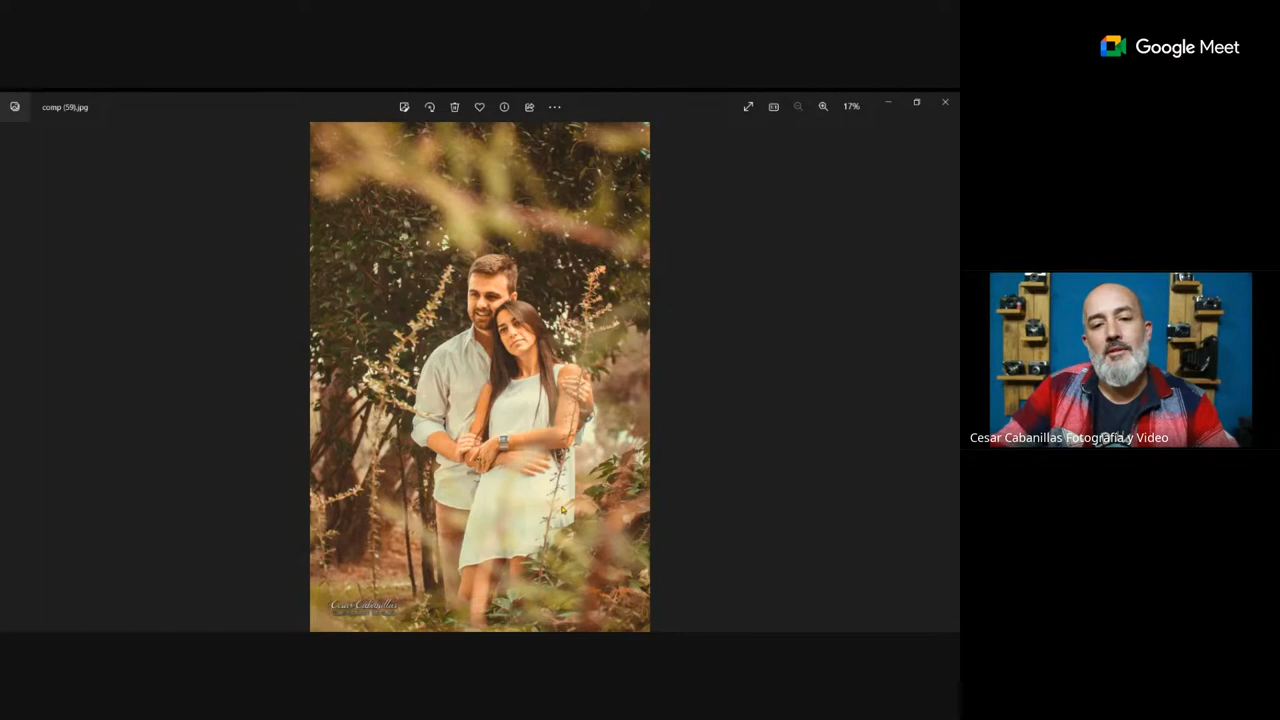 Google Meet
comp (59).jpg
17%
Cesar Cabanillas Fotografía y Video
Cesar Cabanillas